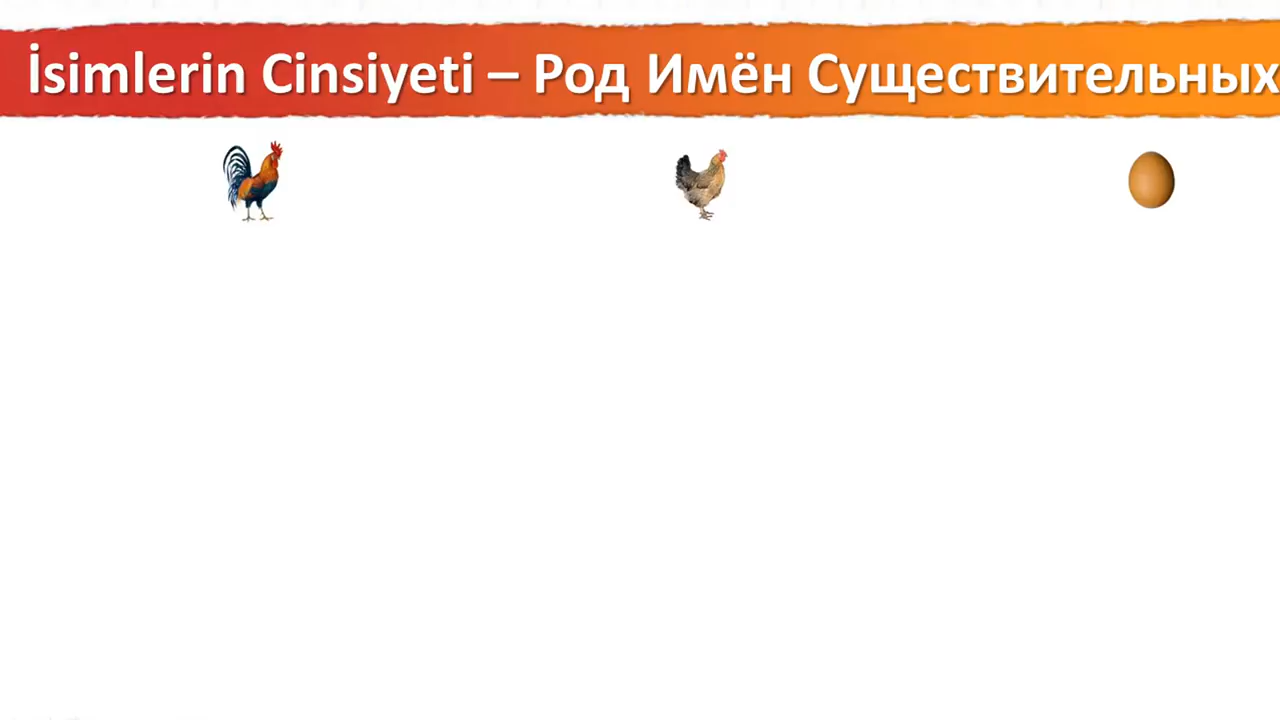 İsimlerin Cinsiyeti – Род Имён Существительных